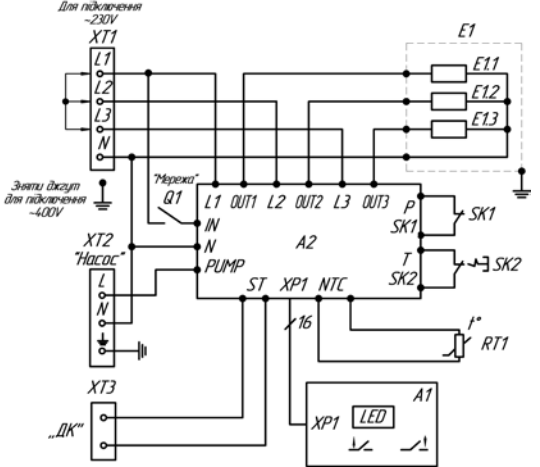 Для підключення
~230V
XT1
L1
L2
L3
N
E1
E1.1
E1.2
E1.3
Зняти джгут
для підключення
~400V
"Мережа"
Q1
L1 OUT1 L2 OUT2 L3 OUT3
IN
N
PUMP
A2
P
SK1
T
SK2
ST XP1 NTC
SK1
SK2
XT2
"Насос"
L
N
16
t°
RT1
XT3
„ДК"
A1
XP1
LED